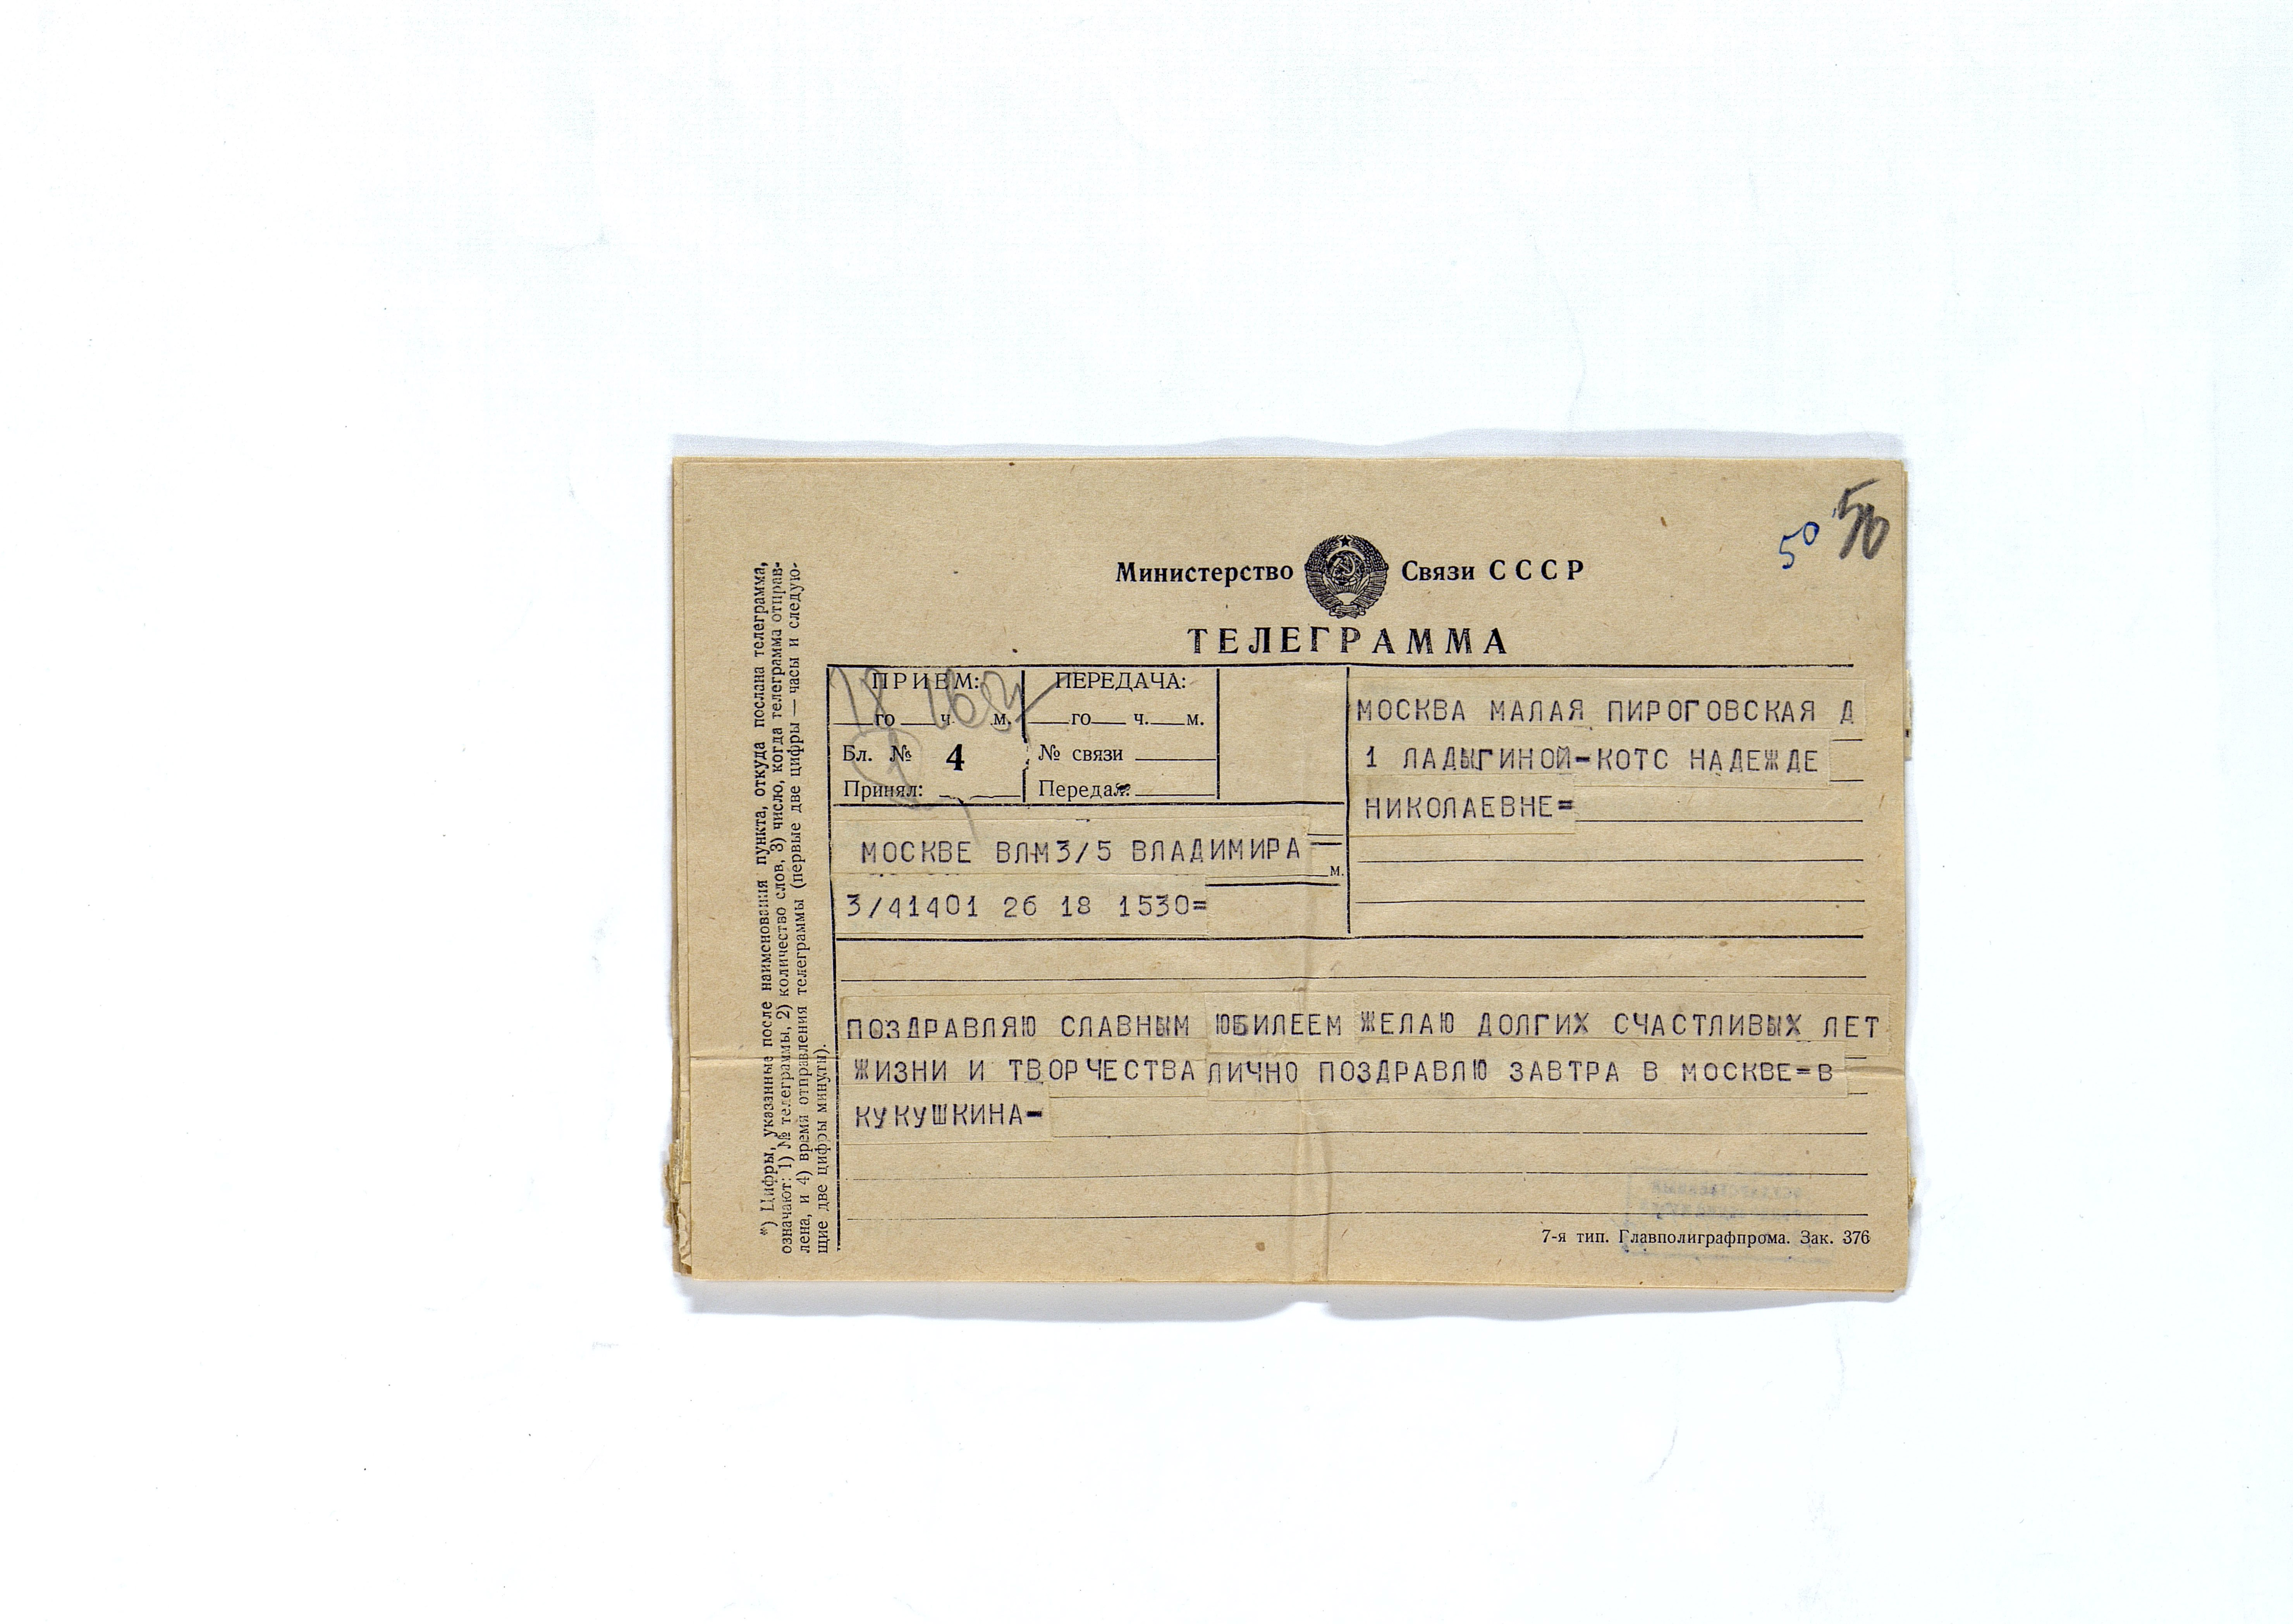 50 50
Министерство Связи СССР
ТЕЛЕГРАММА
ПРИЕМ:
18 16 52
го ч. м.
Бл. № 4
Принял:
ПЕРЕДАЧА:
го ч. м.
№ связи
Передал:
МОСКВА МАЛАЯ ПИРОГОВСКАЯ Д
1 ЛАДЫГИНОЙ-КОТС НАДЕЖДЕ
НИКОЛАЕВНЕ=
МОСКВЕ ВЛМ3/5 ВЛАДИМИРА
м.
3/41401 26 18 1530=
ПОЗДРАВЛЯЮ СЛАВНЫМ ЮБИЛЕЕМ ЖЕЛАЮ ДОЛГИХ СЧАСТЛИВЫХ ЛЕТ
ЖИЗНИ И ТВОРЧЕСТВА ЛИЧНО ПОЗДРАВЛЮ ЗАВТРА В МОСКВЕ=В
КУКУШКИНА-
7-я тип. Главполиграфпрома. Зак. 376
*) Цифры, указанные после наименования пункта, откуда послана телеграмма,
означают: 1) № телеграммы, 2) количество слов, 3) число, когда телеграмма отправ-
лена, и 4) время отправления телеграммы (первые две цифры — часы и следую-
щие две цифры минуты).